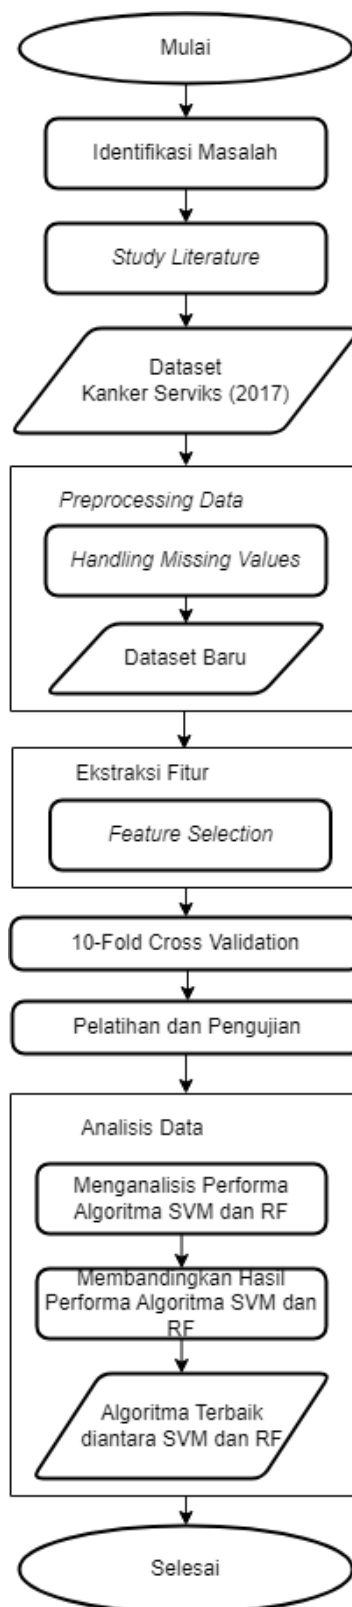 Mulai
Identifikasi Masalah
Study Literature
Dataset
Kanker Serviks (2017)
Preprocessing Data
Handling Missing Values
Dataset Baru
Ekstraksi Fitur
Feature Selection
10-Fold Cross Validation
Pelatihan dan Pengujian
Analisis Data
Menganalisis Performa
Algoritma SVM dan RF
Membandingkan Hasil
Performa Algoritma SVM dan
RF
Algoritma Terbaik
diantara SVM dan RF
Selesai